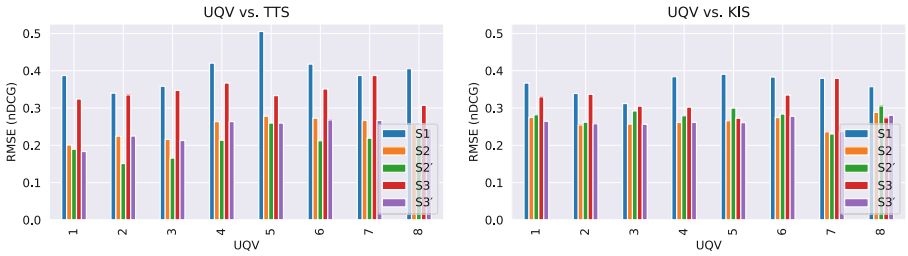 UQV vs. TTS
RMSE (nDCG)
0.5
0.4
0.3
0.2
0.1
0.0
1 2 3 4 5 6 7 8
UQV
S1
S2
S2′
S3
S3′
UQV vs. KIS
RMSE (nDCG)
0.5
0.4
0.3
0.2
0.1
0.0
1 2 3 4 5 6 7 8
UQV
S1
S2
S2′
S3
S3′